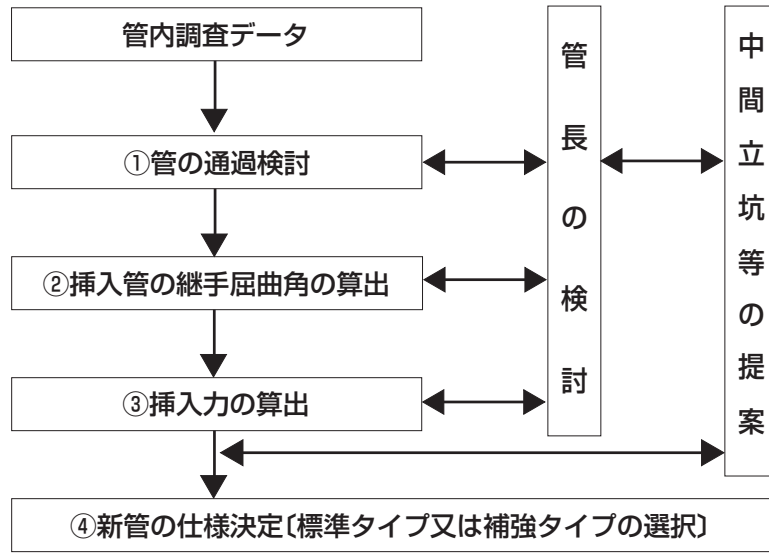 管内調査データ
①管の通過検討
②挿入管の継手屈曲角の算出
③挿入力の算出
④新管の仕様決定〔標準タイプ又は補強タイプの選択〕
管長の検討
中間立坑等の提案